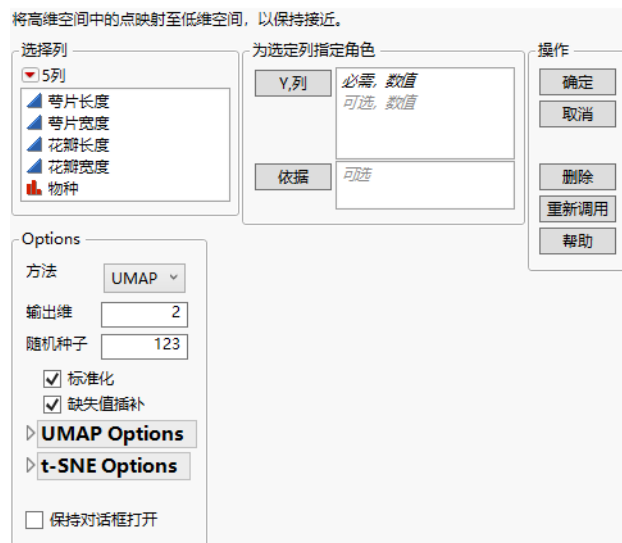 将高维空间中的点映射至低维空间，以保持接近。
选择列
5列
萼片长度
萼片宽度
花瓣长度
花瓣宽度
物种
为选定列指定角色
Y,列
必需, 数值
可选, 数值
依据
可选
操作
确定
取消
删除
重新调用
帮助
Options
方法
UMAP
输出维
2
随机种子
123
标准化
缺失值插补
UMAP Options
t-SNE Options
保持对话框打开